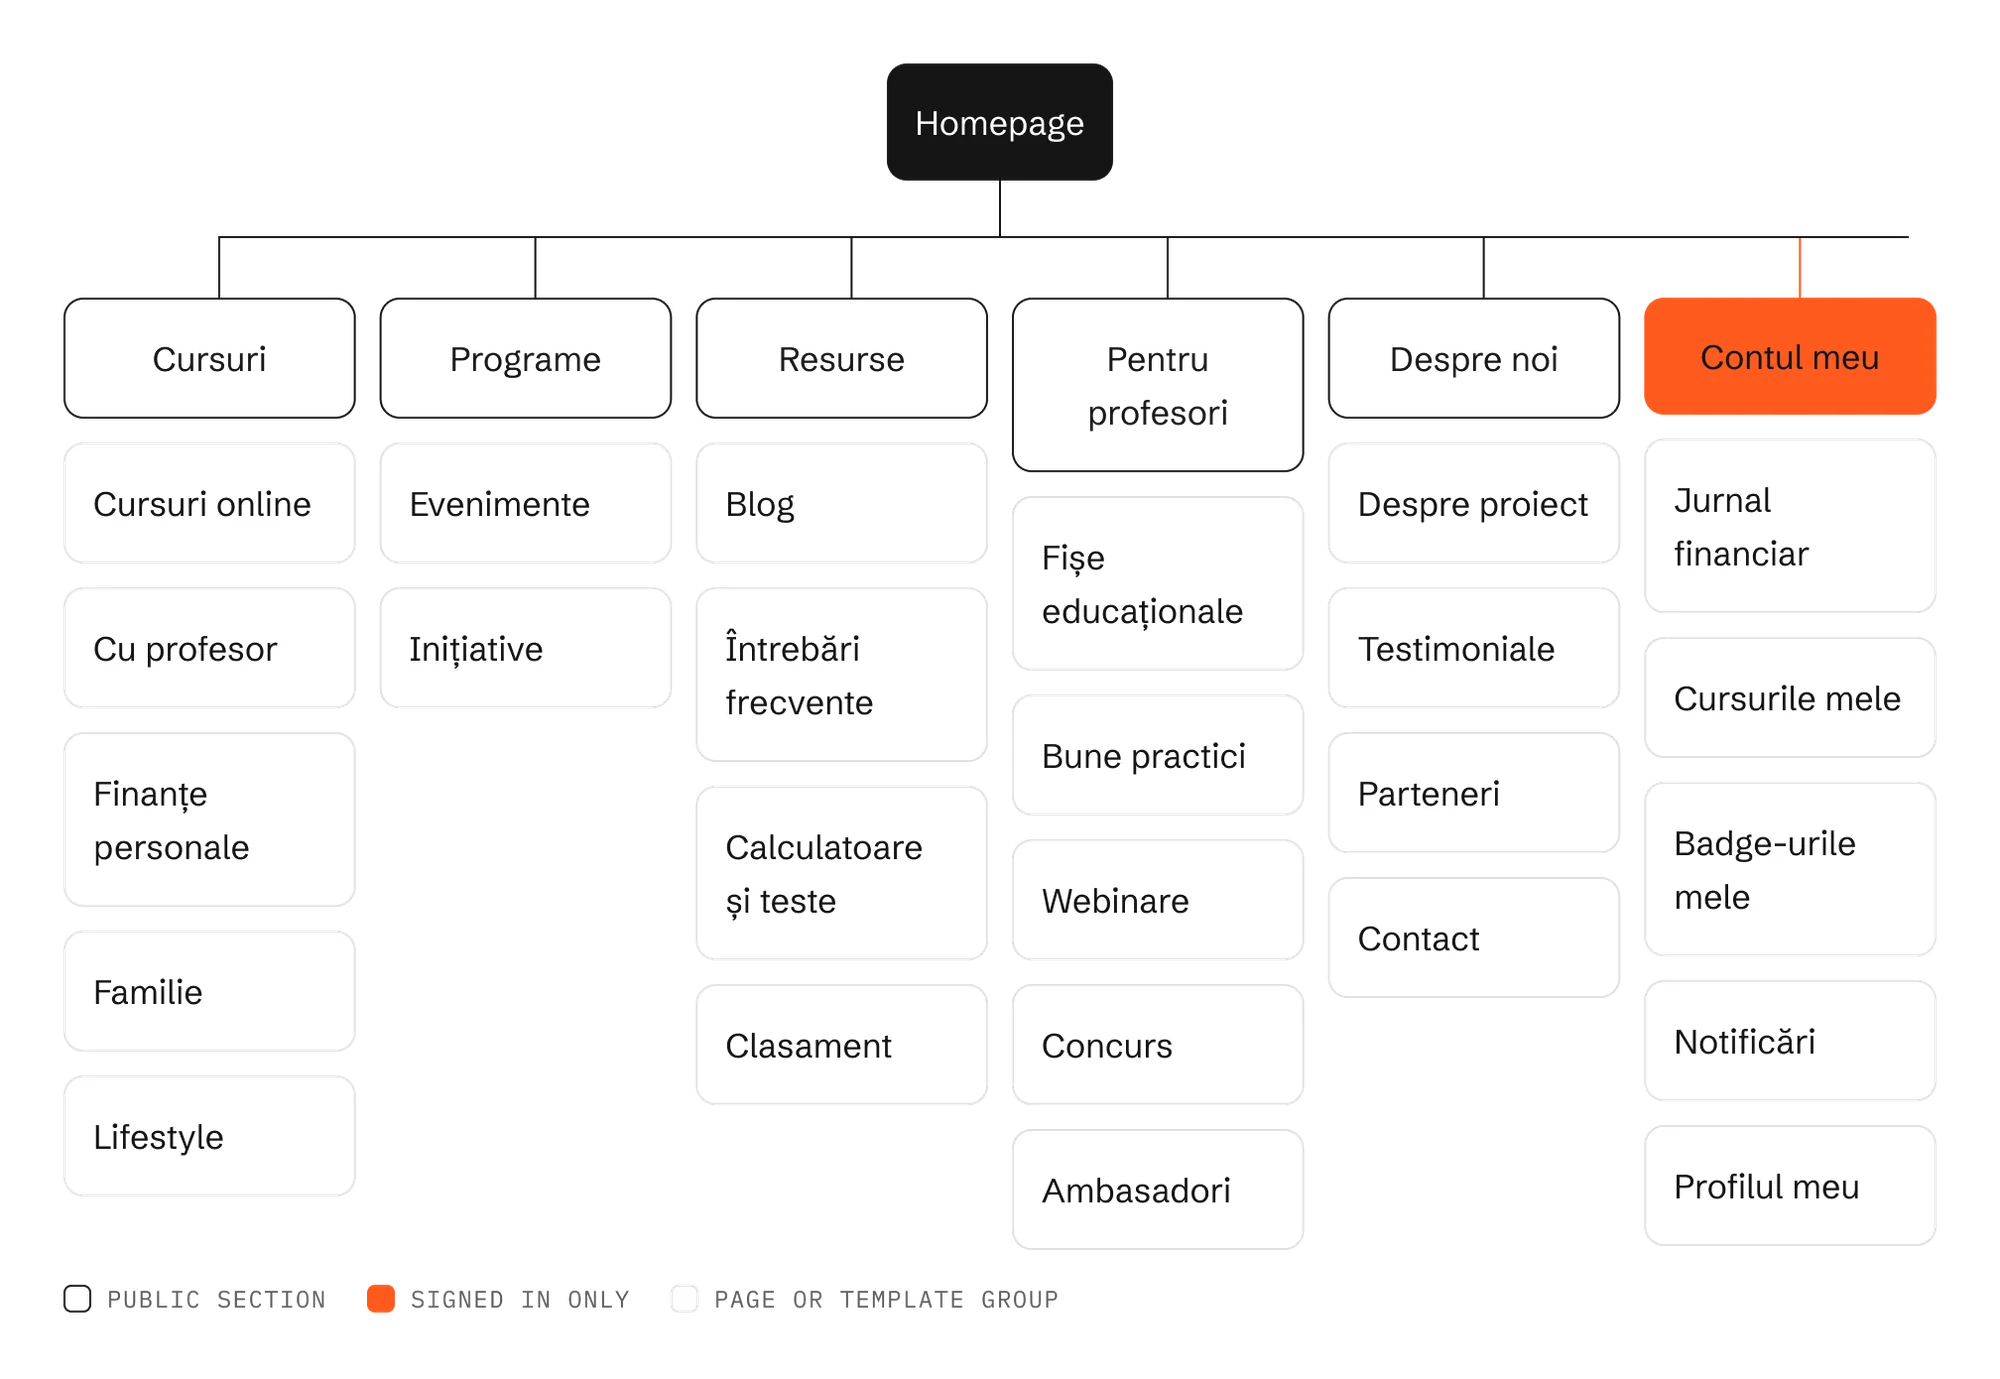 Homepage
Cursuri
Cursuri online
Cu profesor
Finanțe
personale
Familie
Lifestyle
Programe
Evenimente
Inițiative
Resurse
Blog
Întrebări
frecvente
Calculatoare
și teste
Clasament
Pentru
profesori
Fișe
educaționale
Bune practici
Webinare
Concurs
Ambasadori
Despre noi
Despre proiect
Testimoniale
Parteneri
Contact
Contul meu
Jurnal
financiar
Cursurile mele
Badge-urile
mele
Notificări
Profilul meu
PUBLIC SECTION
SIGNED IN ONLY
PAGE OR TEMPLATE GROUP